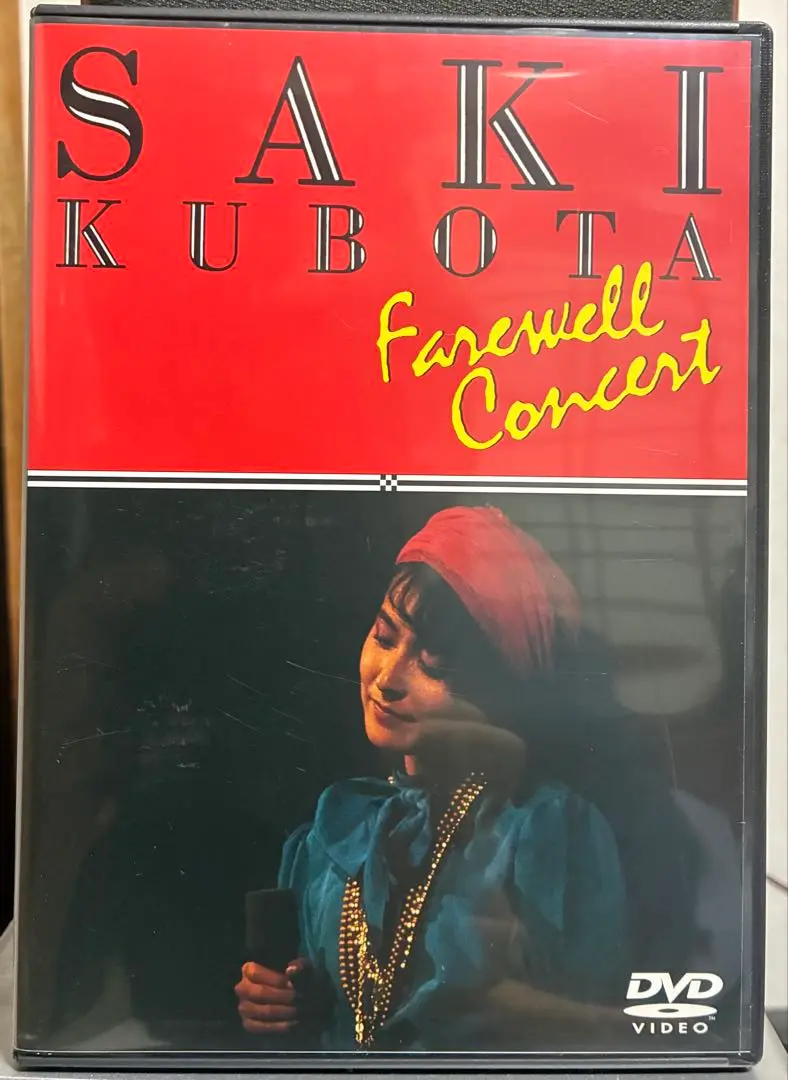 SAKI
KUBOTA
Farewell
Concert
DVD
VIDEO